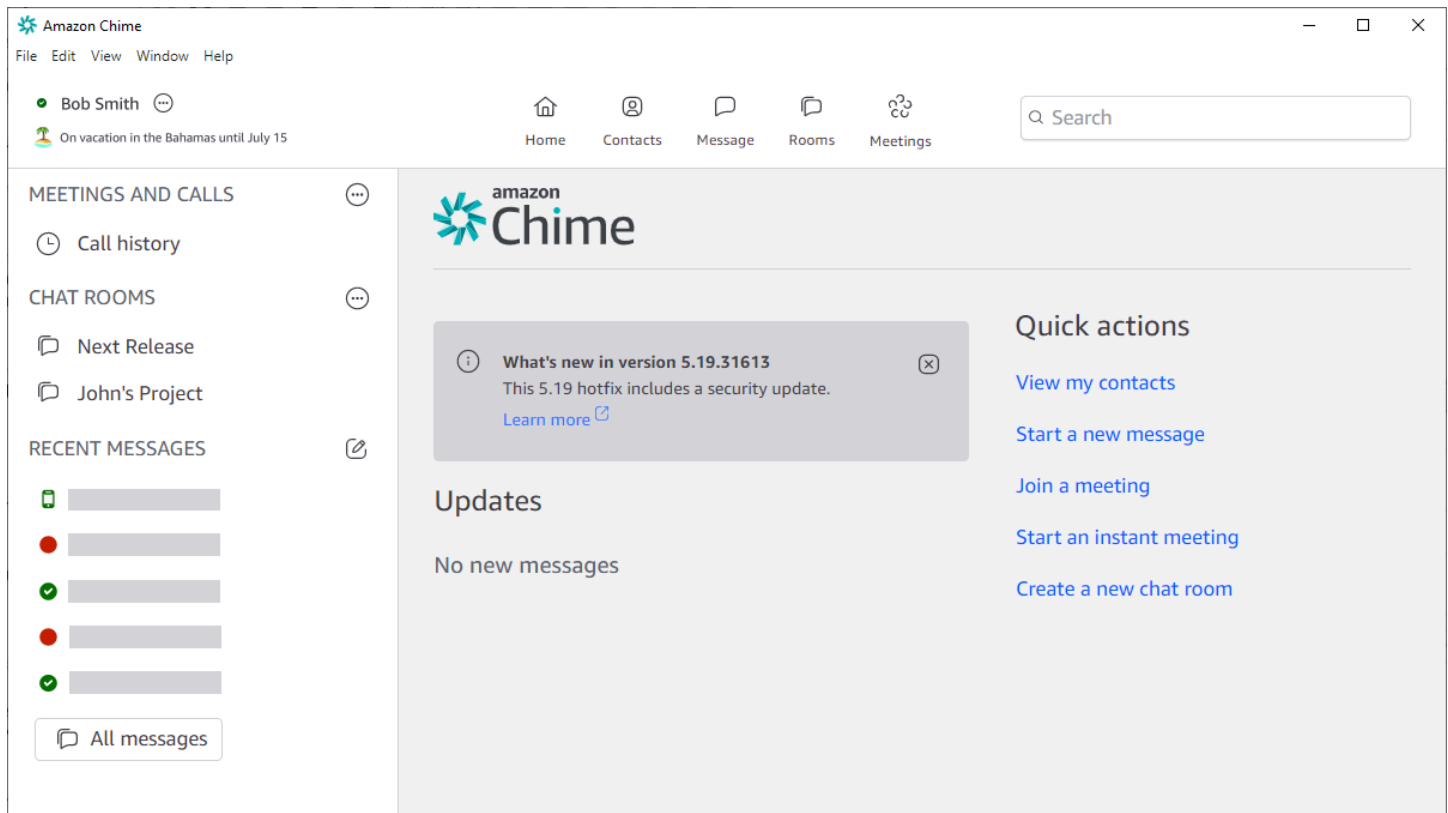 Amazon Chime
File Edit View Window Help
Bob Smith
On vacation in the Bahamas until July 15
Home Contacts Message Rooms Meetings
Search
MEETINGS AND CALLS
Call history
CHAT ROOMS
Next Release
John's Project
RECENT MESSAGES
All messages
amazon
Chime
What's new in version 5.19.31613
This 5.19 hotfix includes a security update.
Learn more
Updates
No new messages
Quick actions
View my contacts
Start a new message
Join a meeting
Start an instant meeting
Create a new chat room